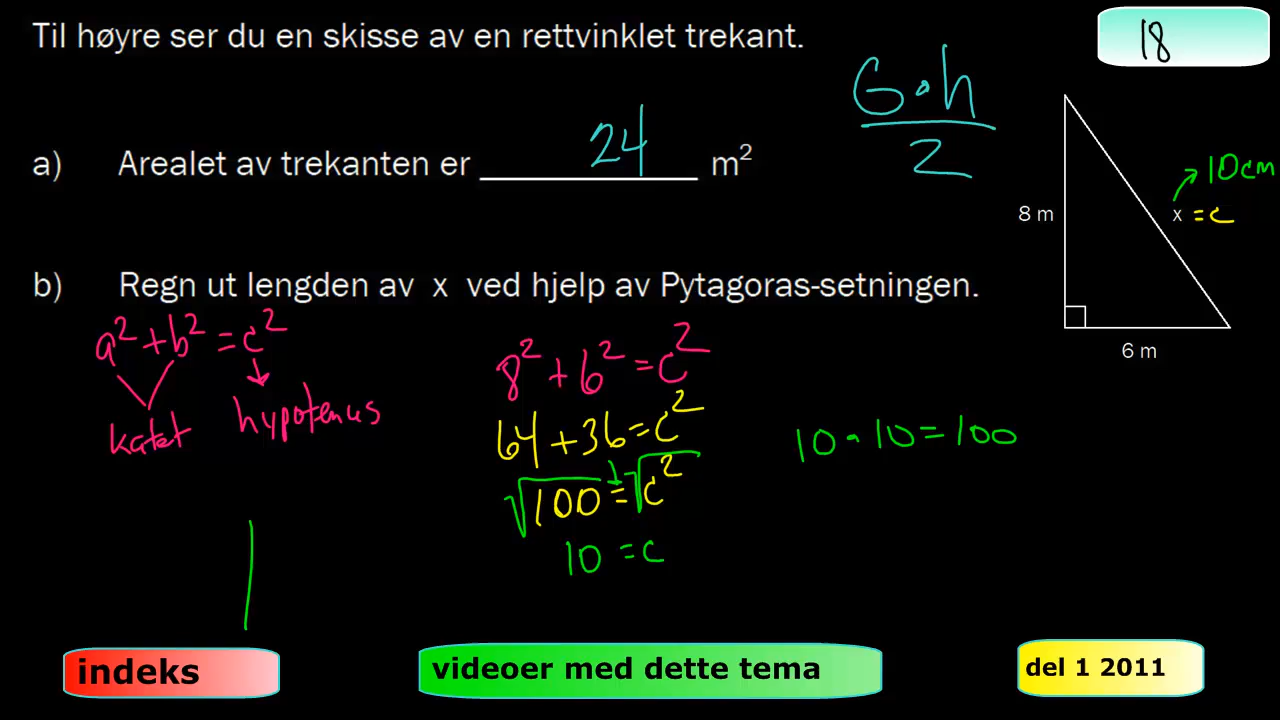 Til høyre ser du en skisse av en rettvinklet trekant.
18
G•h
2
a) Arealet av trekanten er 24 m²
10cm
8 m
x = c
6 m
b) Regn ut lengden av x ved hjelp av Pytagoras-setningen.
a² + b² = c²
katet
hypotenus
8² + 6² = c²
64 + 36 = c²
√100 = √c²
10 = c
10 • 10 = 100
indeks
videoer med dette tema
del 1 2011